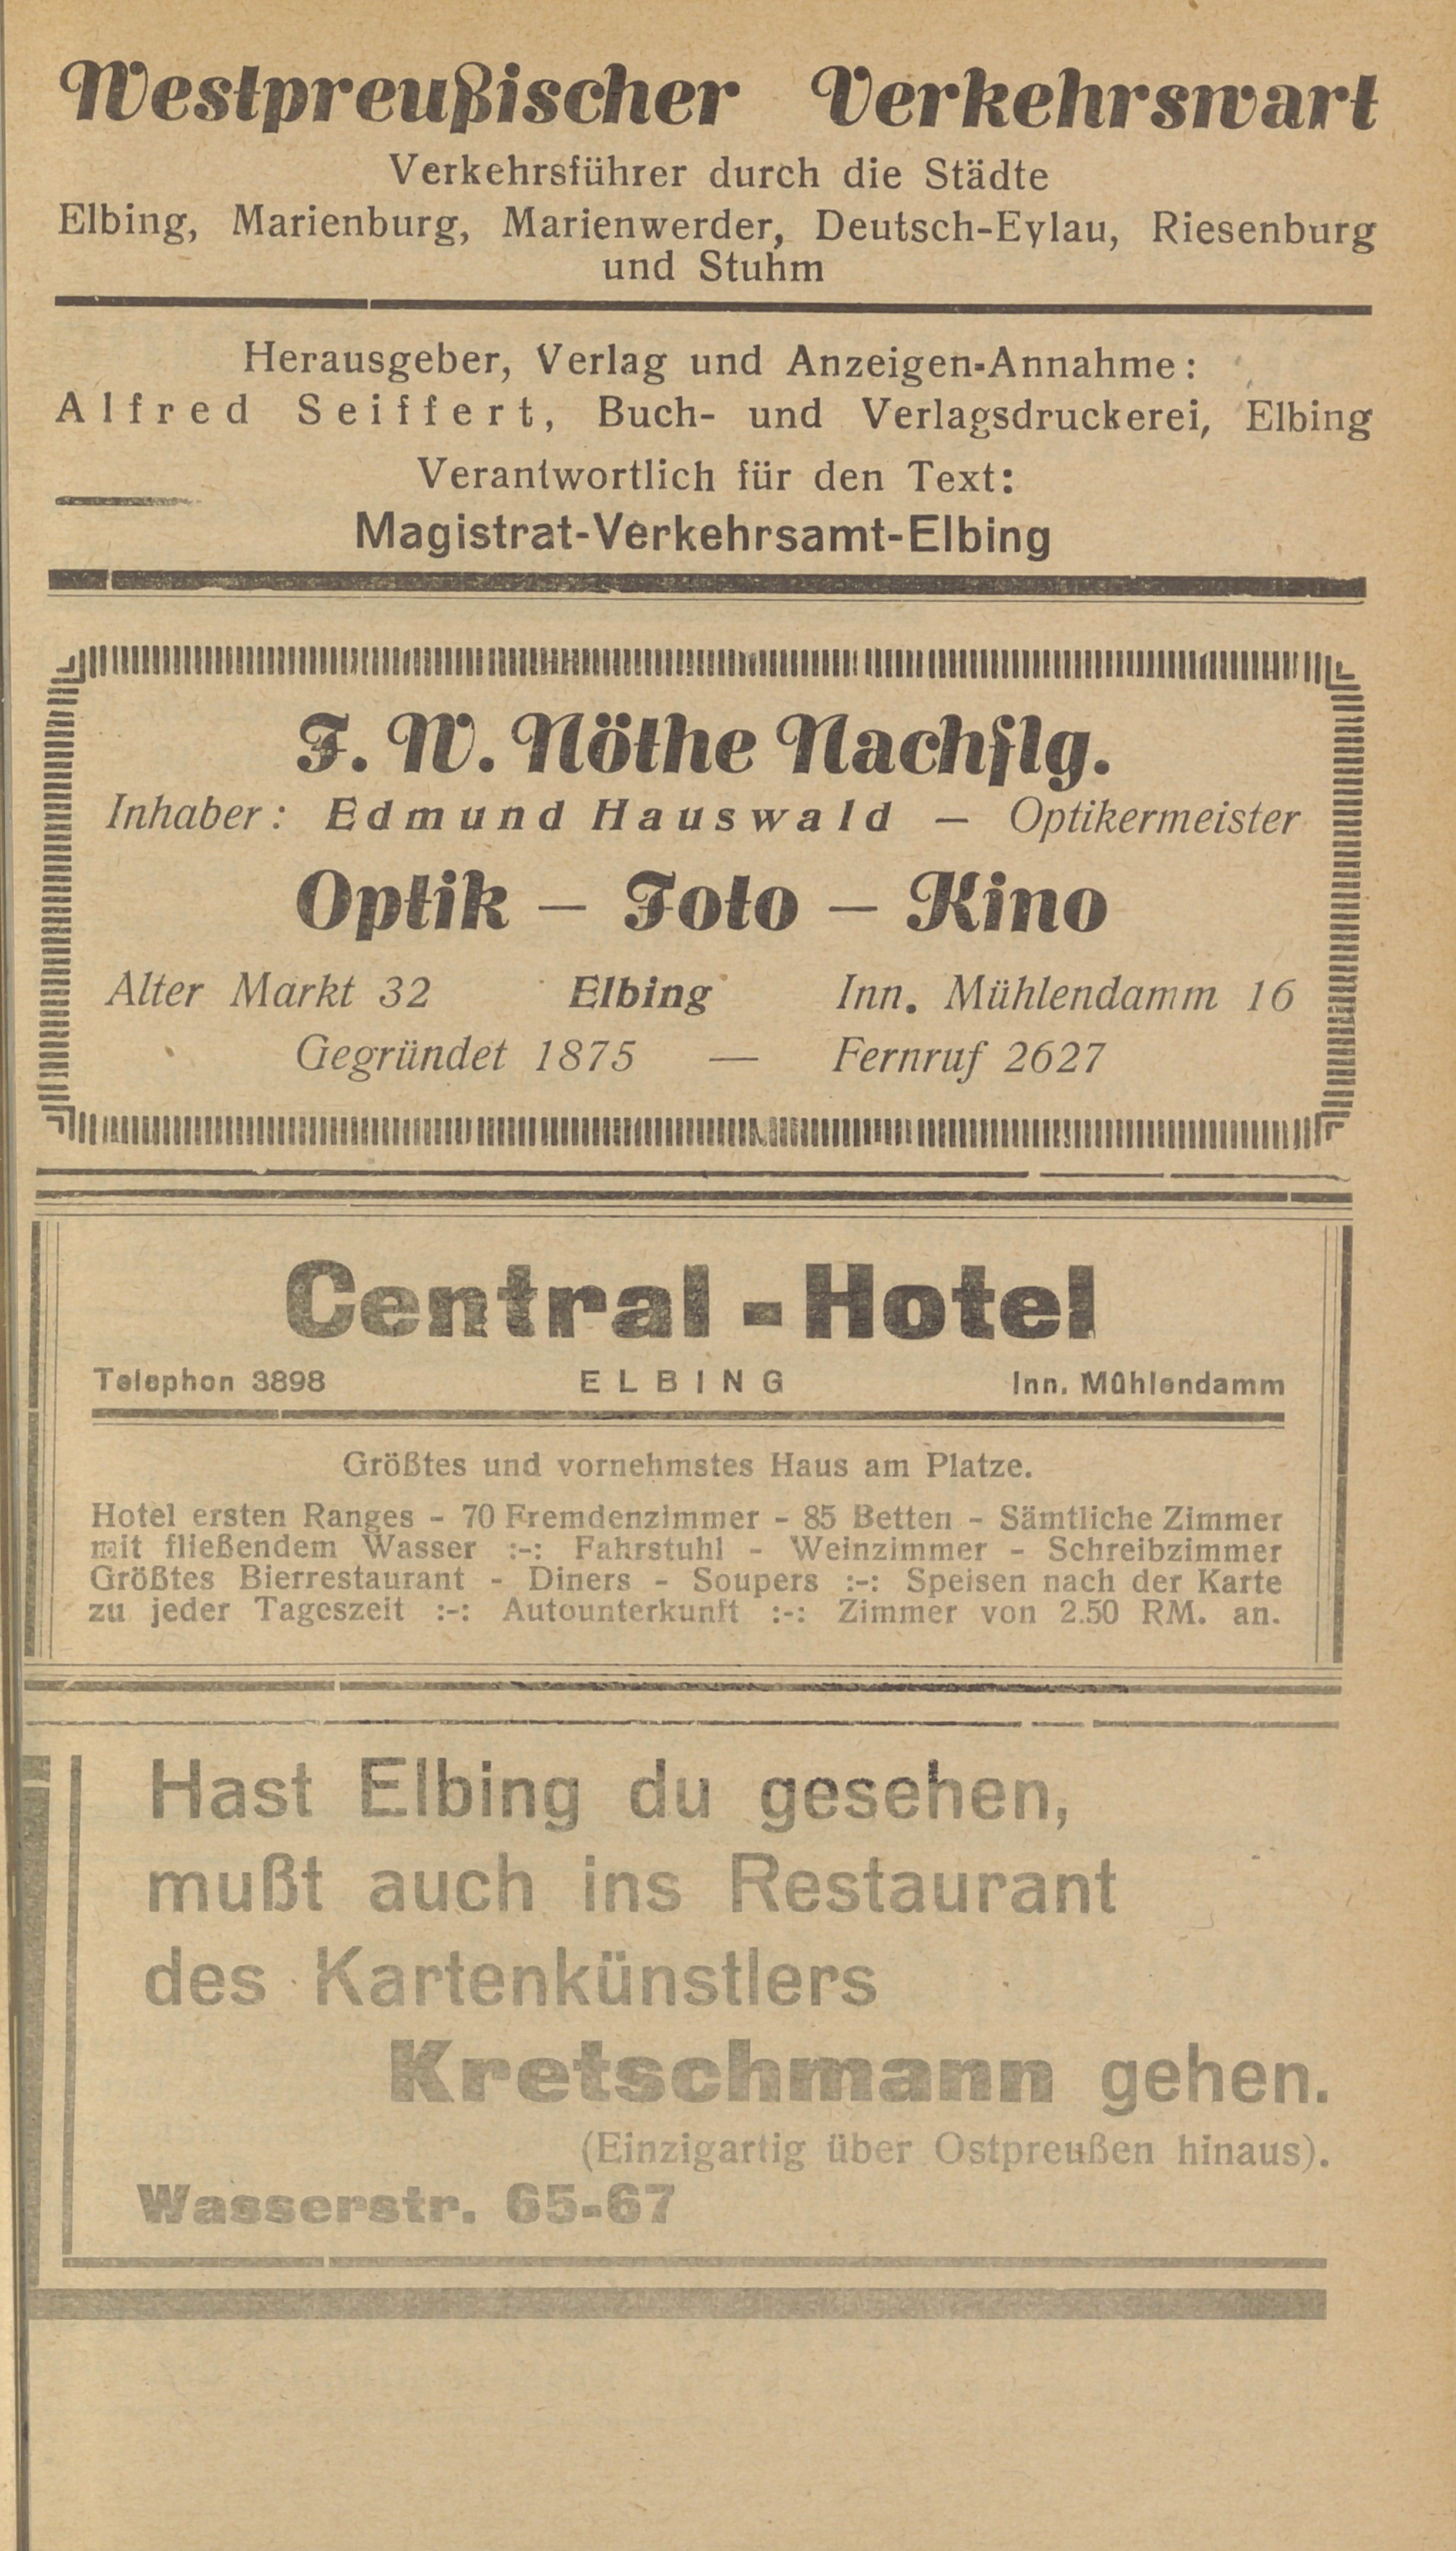 Westpreußischer Verkehrswart
Verkehrsführer durch die Städte
Elbing, Marienburg, Marienwerder, Deutsch-Eylau, Riesenburg
und Stuhm
Herausgeber, Verlag und Anzeigen-Annahme:
Alfred Seiffert, Buch- und Verlagsdruckerei, Elbing
Verantwortlich für den Text:
Magistrat-Verkehrsamt-Elbing
F. W. Nöthe Nachflg.
Inhaber: Edmund Hauswald — Optikermeister
Optik — Foto — Kino
Alter Markt 32 Elbing Inn. Mühlendamm 16
Gegründet 1875 — Fernruf 2627
Central-Hotel
Telephon 3898 ELBING Inn. Mühlendamm
Größtes und vornehmstes Haus am Platze.
Hotel ersten Ranges - 70 Fremdenzimmer - 85 Betten - Sämtliche Zimmer
mit fließendem Wasser :-: Fahrstuhl - Weinzimmer - Schreibzimmer
Größtes Bierrestaurant - Diners - Soupers :-: Speisen nach der Karte
zu jeder Tageszeit :-: Autounterkunft :-: Zimmer von 2.50 RM. an.
Hast Elbing du gesehen,
mußt auch ins Restaurant
des Kartenkünstlers
Kretschmann gehen.
(Einzigartig über Ostpreußen hinaus).
Wasserstr. 65-67